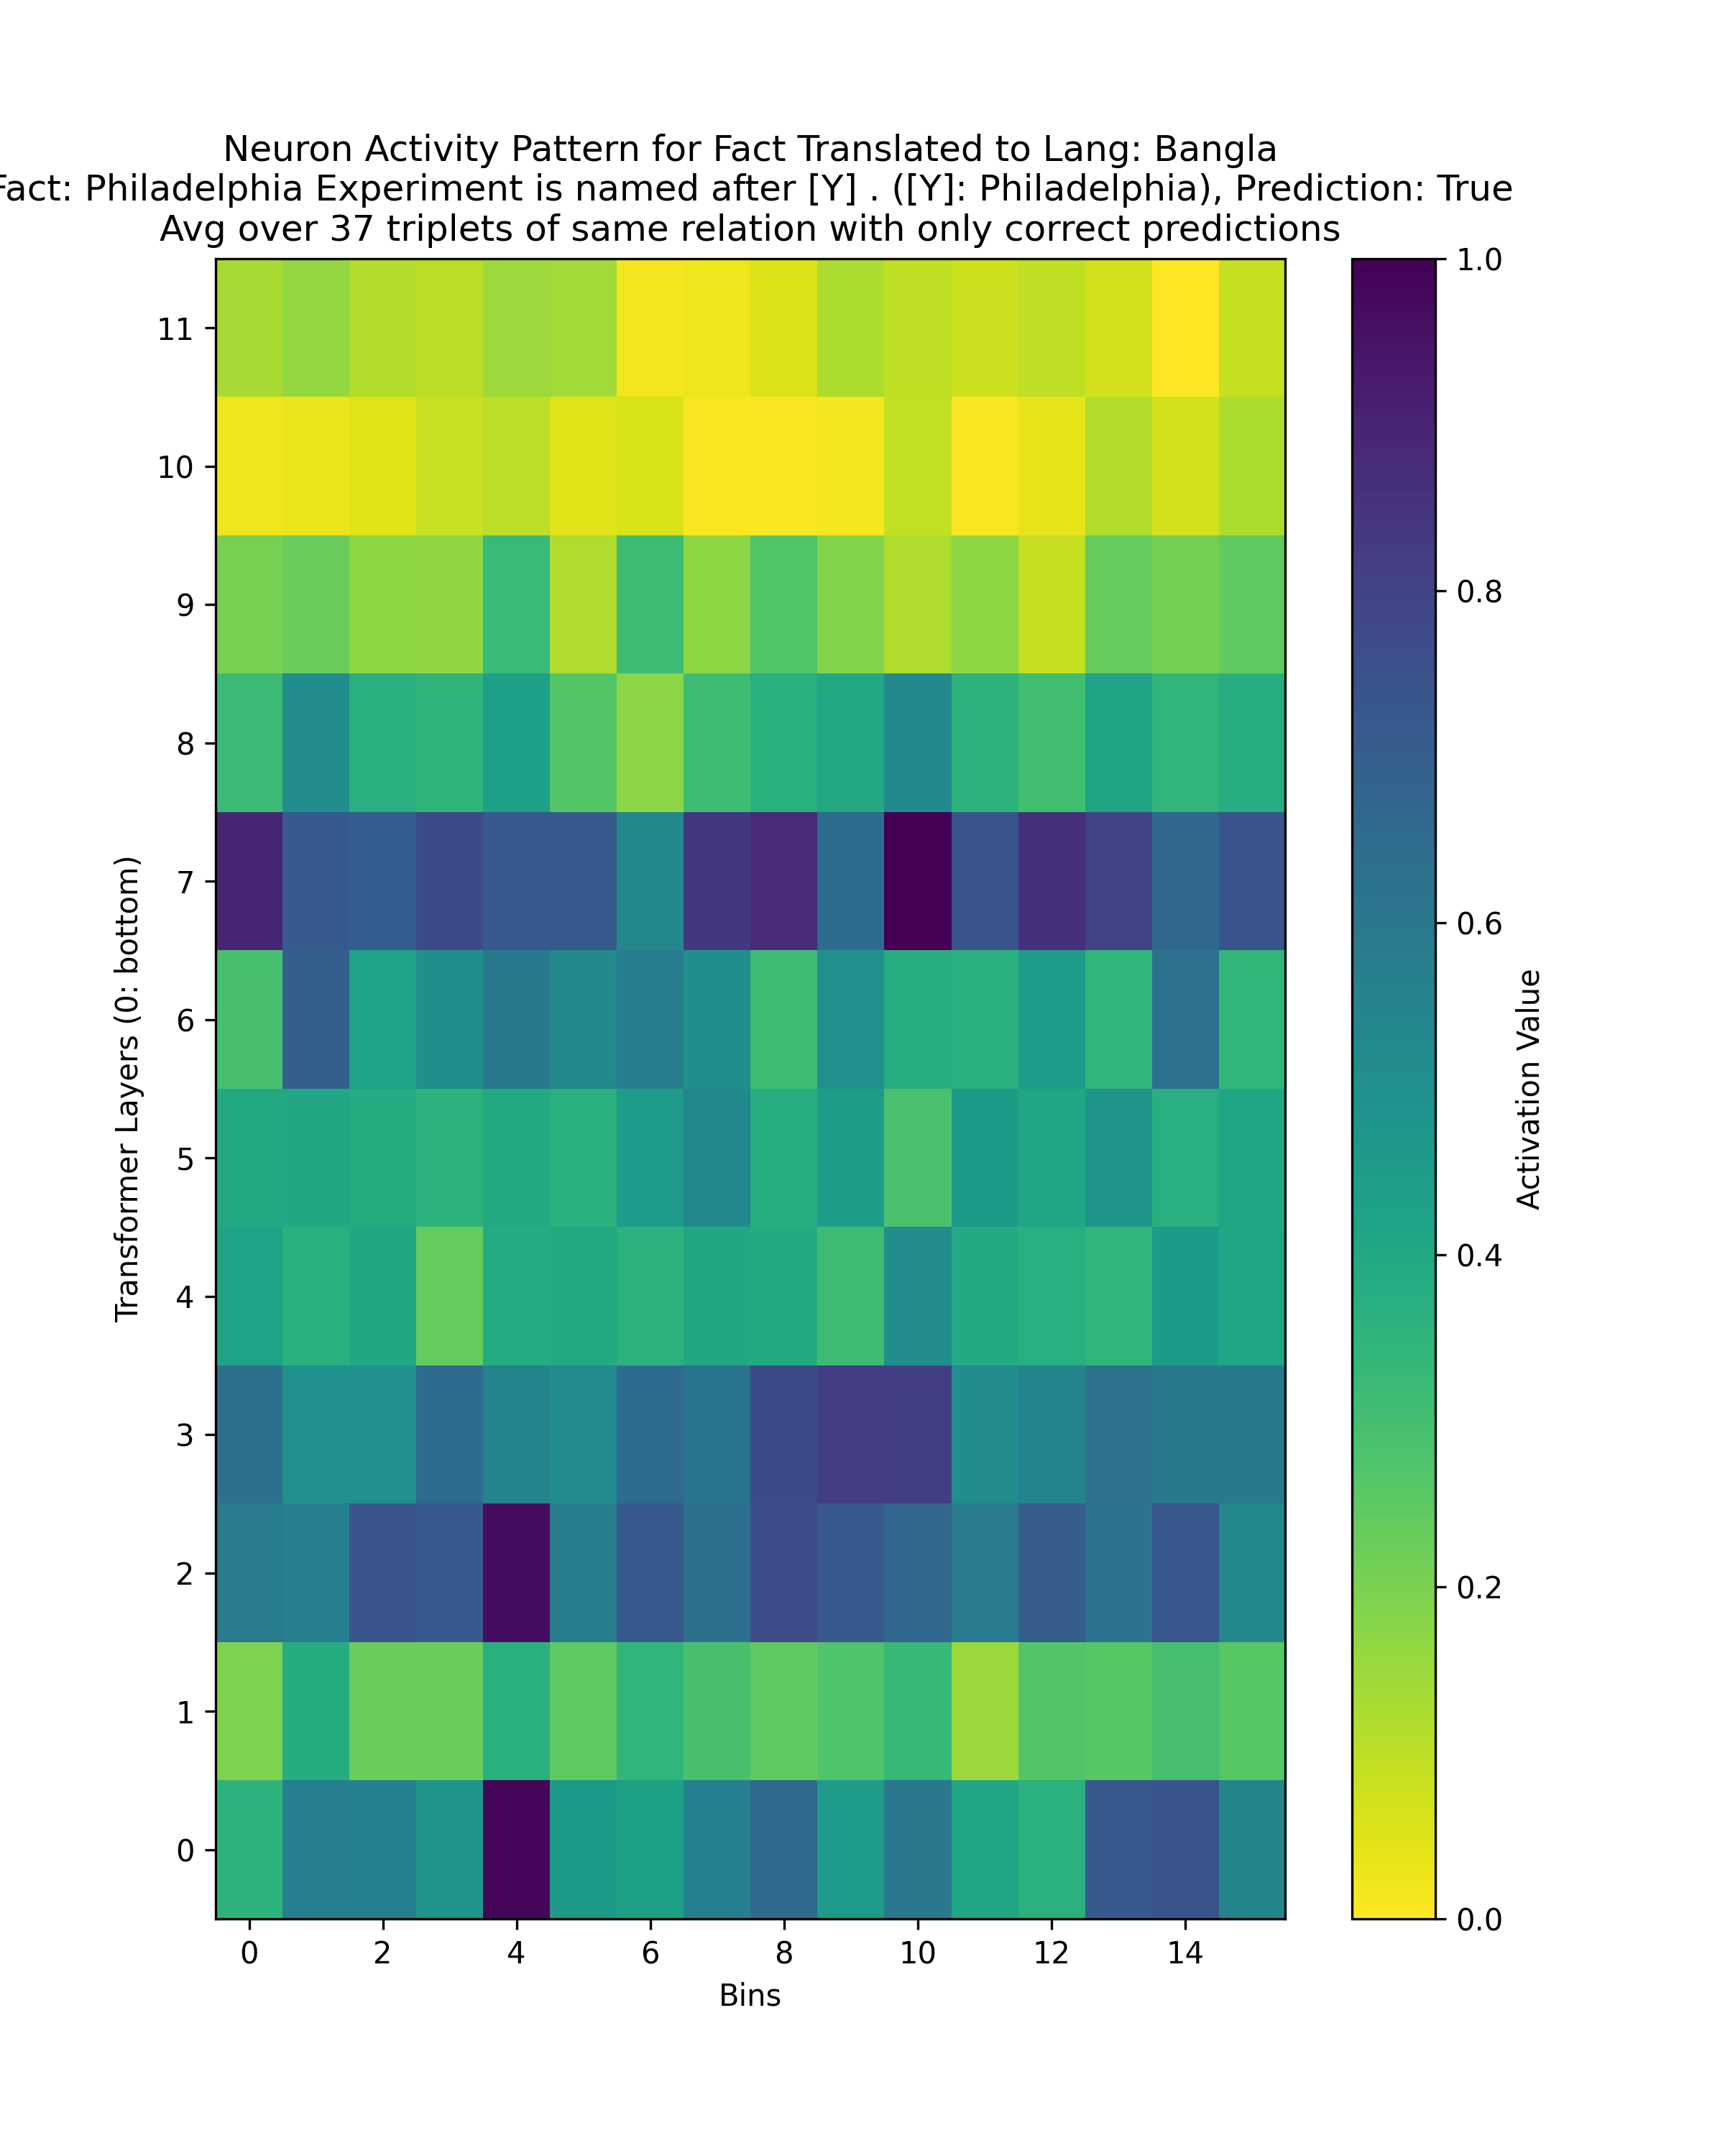 Neuron Activity Pattern for Fact Translated to Lang: Bangla
Fact: Philadelphia Experiment is named after [Y] . ([Y]: Philadelphia), Prediction: True
Avg over 37 triplets of same relation with only correct predictions
11
10
9
8
7
6
5
4
3
2
1
0
Transformer Layers (0: bottom)
0 2 4 6 8 10 12 14
Bins
1.0
0.8
0.6
0.4
0.2
0.0
Activation Value